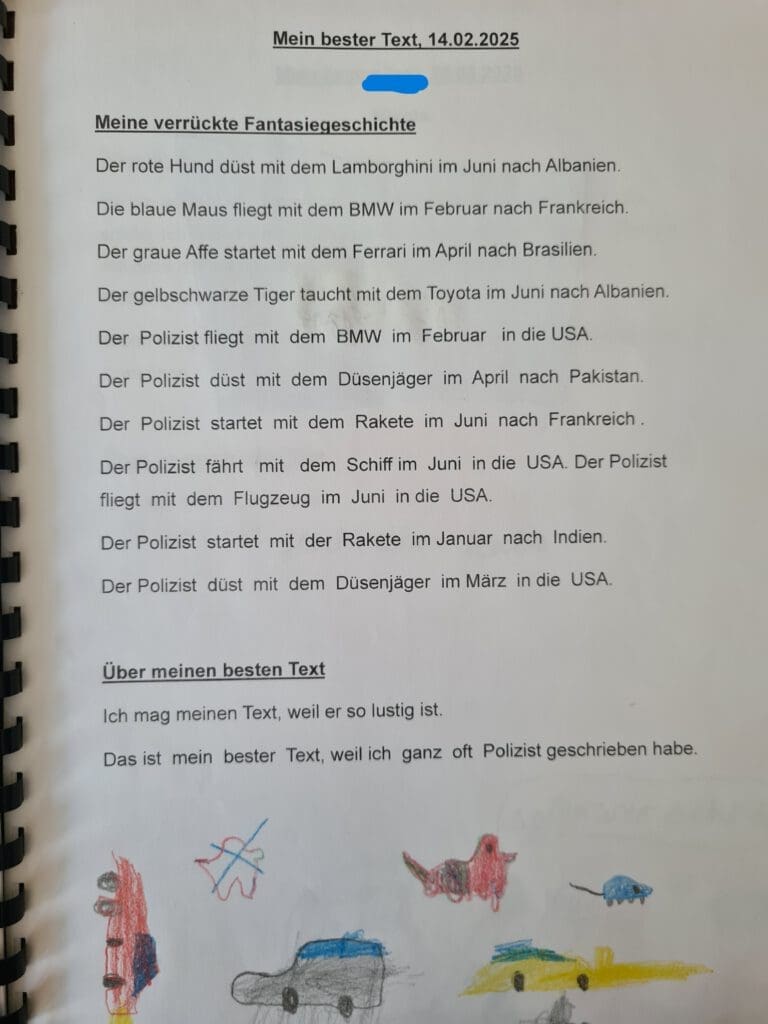 Mein bester Text, 14.02.2025
Meine verrückte Fantasiegeschichte
Der rote Hund düst mit dem Lamborghini im Juni nach Albanien.
Die blaue Maus fliegt mit dem BMW im Februar nach Frankreich.
Der graue Affe startet mit dem Ferrari im April nach Brasilien.
Der gelbschwarze Tiger taucht mit dem Toyota im Juni nach Albanien.
Der Polizist fliegt mit dem BMW im Februar in die USA.
Der Polizist düst mit dem Düsenjäger im April nach Pakistan.
Der Polizist startet mit dem Rakete im Juni nach Frankreich .
Der Polizist fährt mit dem Schiff im Juni in die USA. Der Polizist
fliegt mit dem Flugzeug im Juni in die USA.
Der Polizist startet mit der Rakete im Januar nach Indien.
Der Polizist düst mit dem Düsenjäger im März in die USA.
Über meinen besten Text
Ich mag meinen Text, weil er so lustig ist.
Das ist mein bester Text, weil ich ganz oft Polizist geschrieben habe.